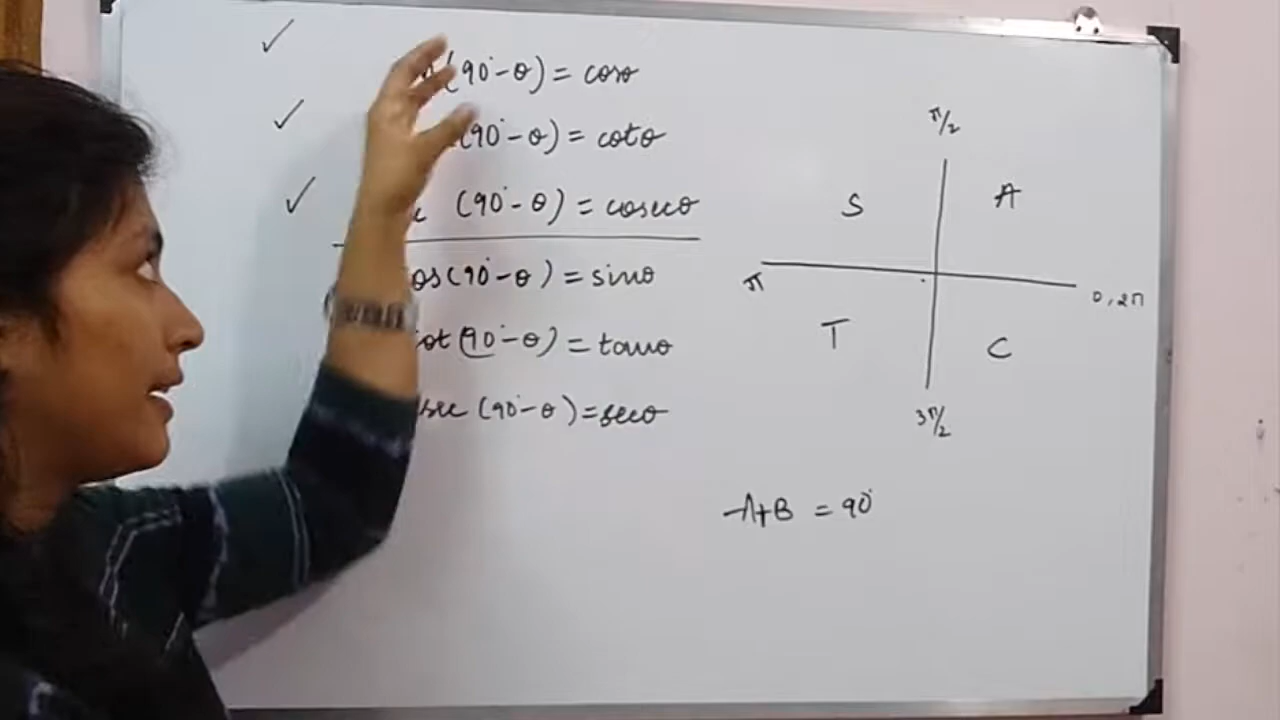 (90°-θ) = cosθ
(90°-θ) = cotθ
(90°-θ) = cosecθ
os(90°-θ) = sinθ
ot (90°-θ) = tanθ
sec (90°-θ) = secθ
π/2
S A
π 0, 2π
T C
3π/2
A+B = 90°